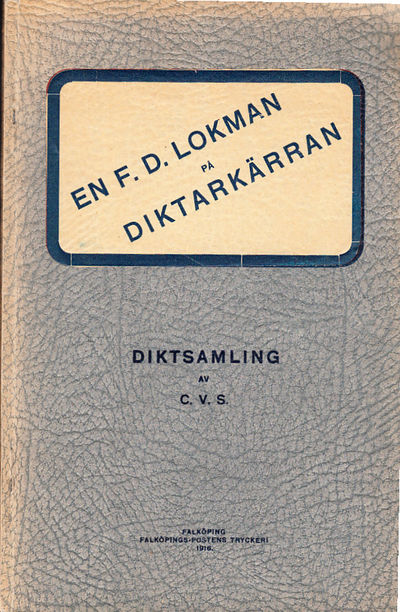 EN F. D. LOKMAN
PÅ
DIKTARKÄRRAN
DIKTSAMLING
AV
C. V. S.
FALKÖPING
FALKÖPINGS-POSTENS TRYCKERI
1916.